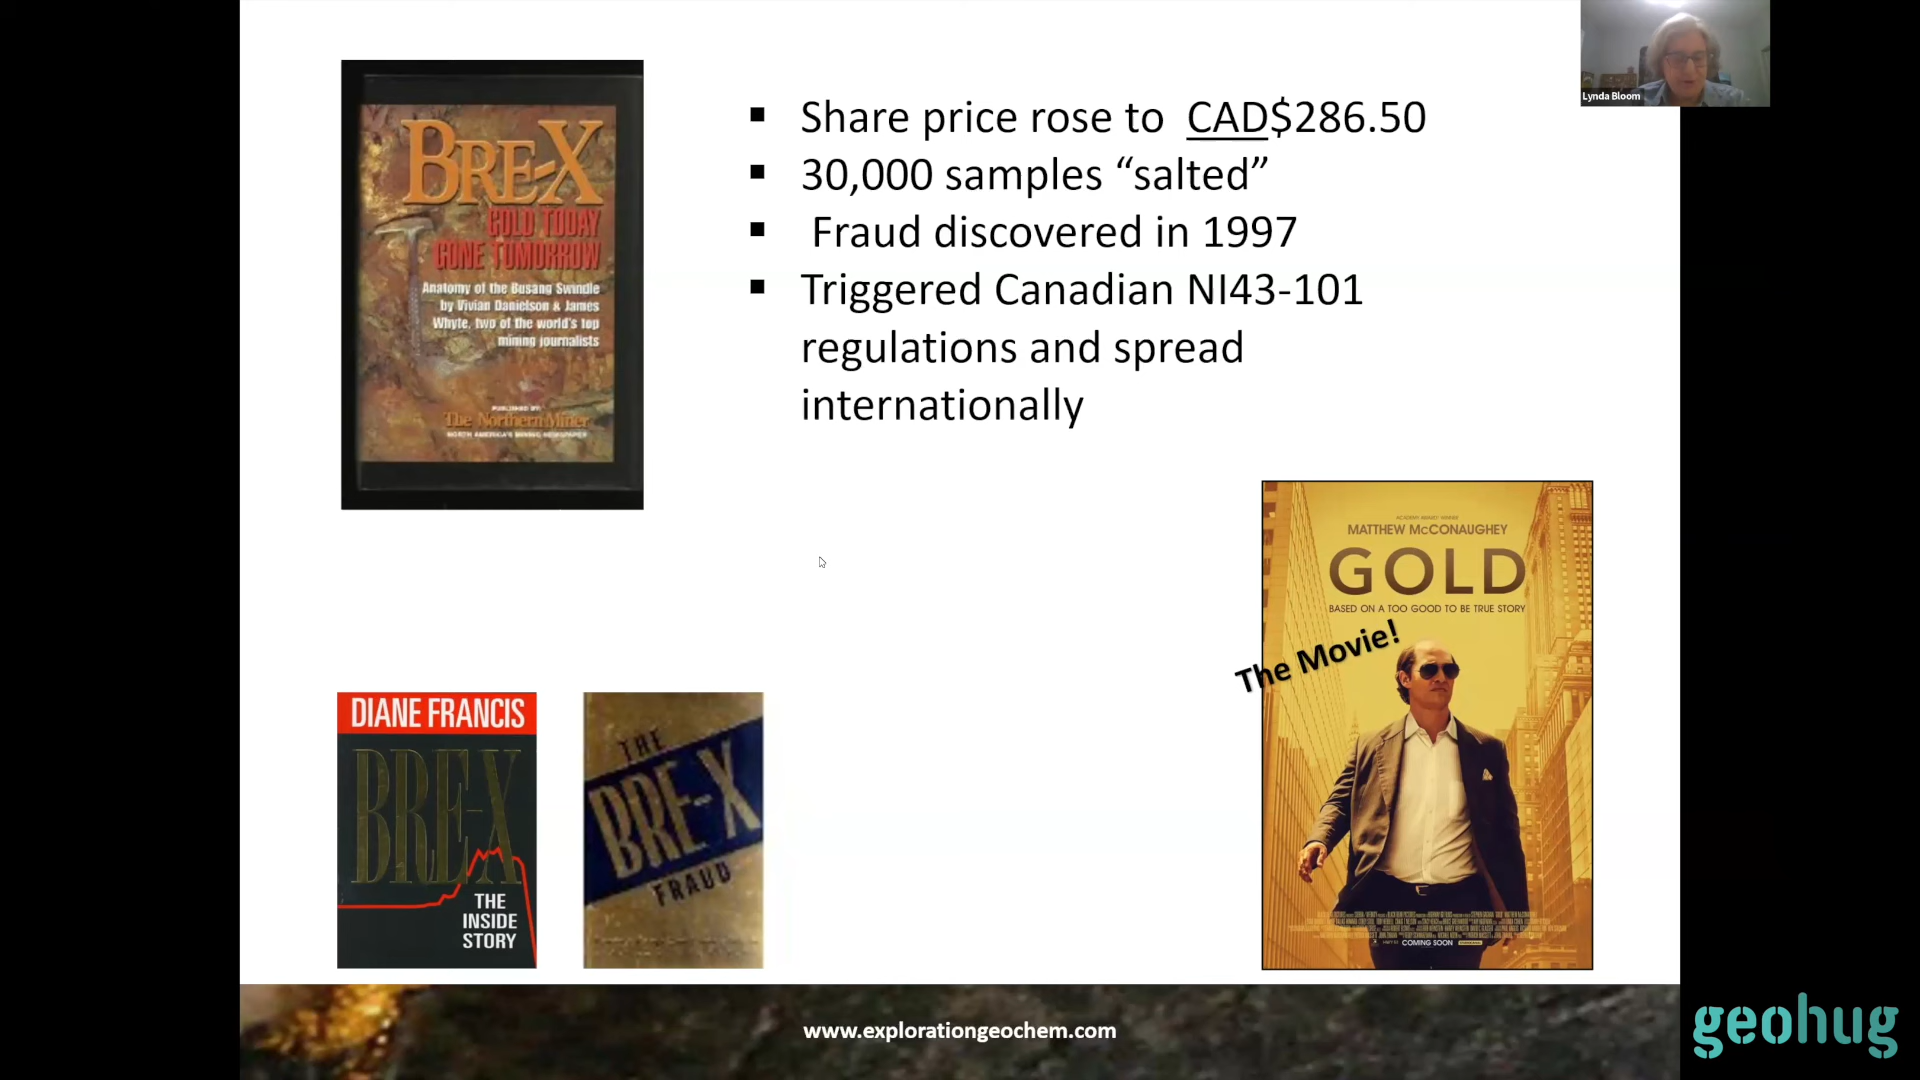 Lynda Bloom
▪ Share price rose to CAD$286.50
▪ 30,000 samples “salted”
▪ Fraud discovered in 1997
▪ Triggered Canadian NI43-101
regulations and spread
internationally
BRE-X
GOLD TODAY
GONE TOMORROW
Anatomy of the Busang Swindle
by Vivian Danielson & James
Whyte, two of the world's top
mining journalists
PUBLISHED BY:
The Northern Miner
NORTH AMERICA'S MINING NEWSPAPER
ACADEMY AWARD WINNER
MATTHEW McCONAUGHEY
GOLD
BASED ON A TOO GOOD TO BE TRUE STORY
The Movie!
COMING SOON
DIANE FRANCIS
BRE-X
THE
INSIDE
STORY
THE
BRE-X
FRAUD
www.explorationgeochem.com
geohug